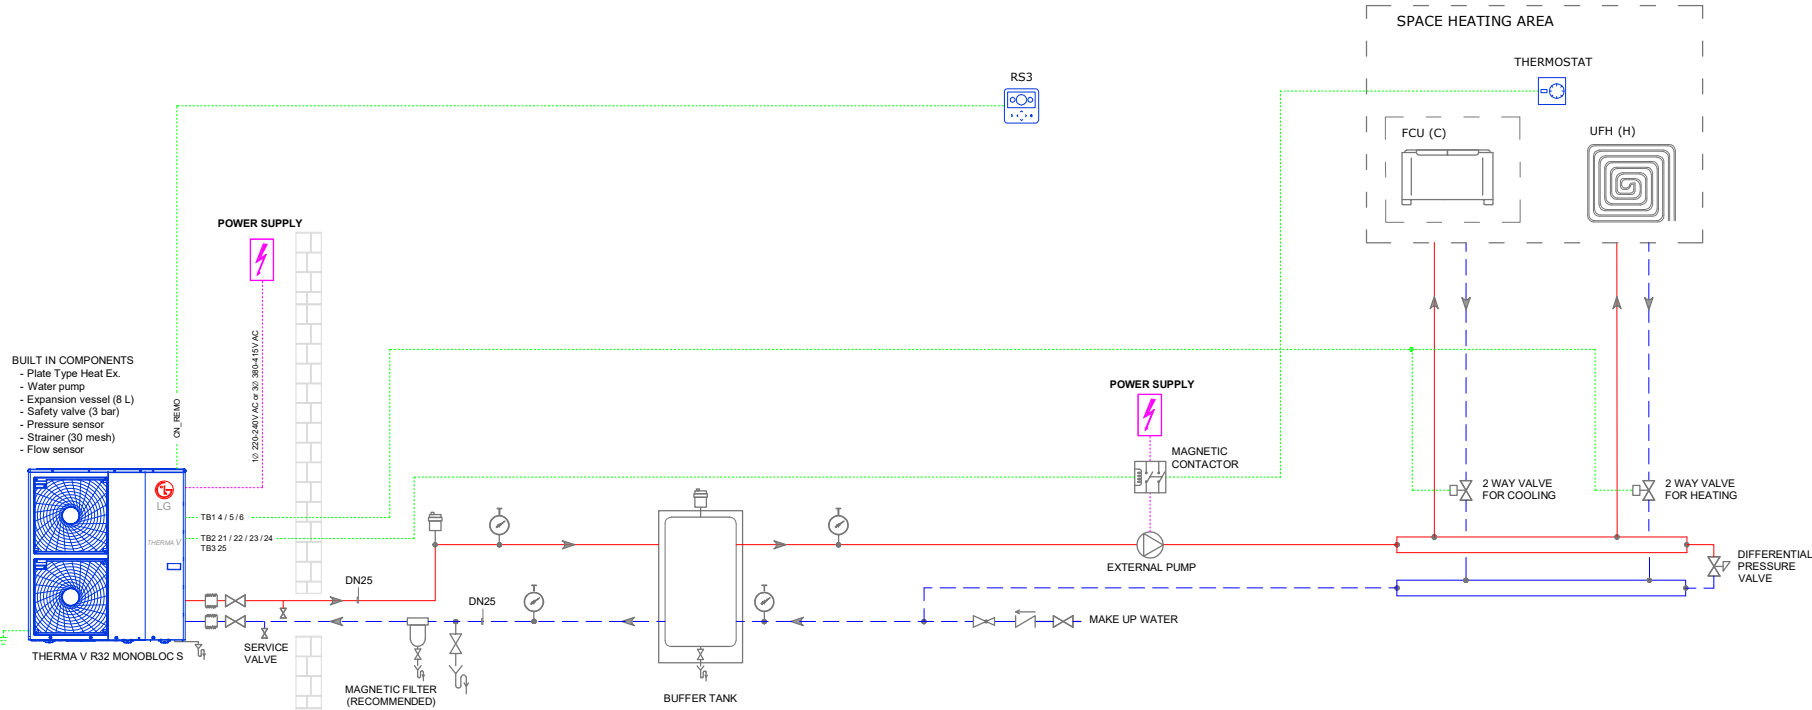 SPACE HEATING AREA
THERMOSTAT
RS3
FCU (C)
UFH (H)
POWER SUPPLY
1∅ 220-240V AC or 3∅ 380-415V AC
CN_REMO
BUILT IN COMPONENTS
- Plate Type Heat Ex.
- Water pump
- Expansion vessel (8 L)
- Safety valve (3 bar)
- Pressure sensor
- Strainer (30 mesh)
- Flow sensor
POWER SUPPLY
MAGNETIC
CONTACTOR
2 WAY VALVE
FOR COOLING
2 WAY VALVE
FOR HEATING
LG
TB1 4 / 5 / 6
THERMA V
TB2 21 / 22 / 23 / 24
TB3 25
T
T
EXTERNAL PUMP
DIFFERENTIAL
PRESSURE
VALVE
DN25
DN25
T
T
MAKE UP WATER
SERVICE
VALVE
THERMA V R32 MONOBLOC S
MAGNETIC FILTER
(RECOMMENDED)
BUFFER TANK